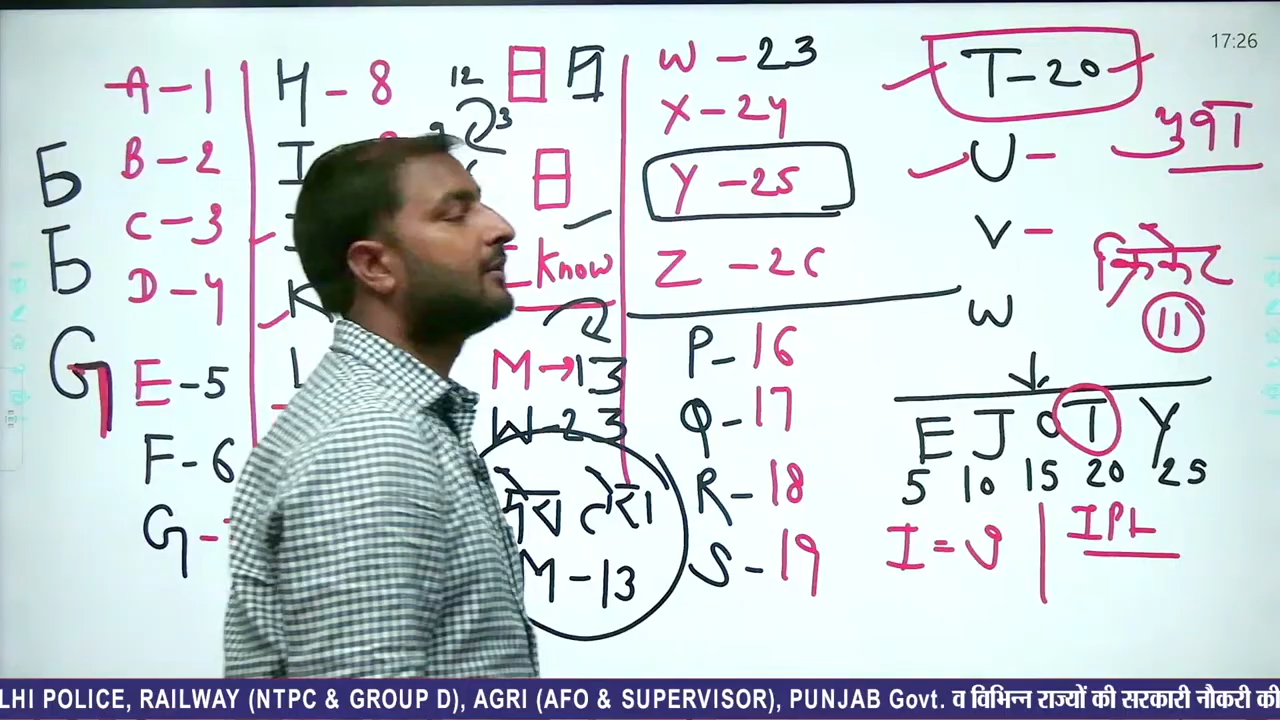 17:26
A-1
B-2
C-3
D-4
E-5
F-6
G-
H-8
I
K
L
12
3
Know
M→13
W-23
मेरा तेरा
M-13
W-23
X-24
Y-25
Z-26
P-16
Q-17
R-18
S-19
T-20
U-
V-
W
युवा
क्रिकेट
11
E J O T Y
5 10 15 20 25
IPL
LHI POLICE, RAILWAY (NTPC & GROUP D), AGRI (AFO & SUPERVISOR), PUNJAB Govt. व विभिन्न राज्यों की सरकारी नौकरी की